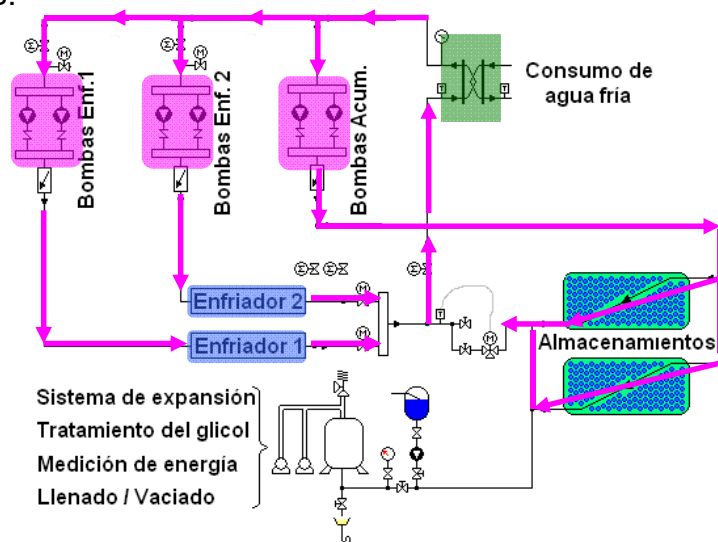 Bombas Enf.1
Bombas Enf. 2
Bombas Acum.
Consumo de
agua fría
M
M
T
T
Enfriador 2
Enfriador 1
M
M
T
M
Almacenamientos
Sistema de expansión
Tratamiento del glicol
Medición de energía
Llenado / Vaciado